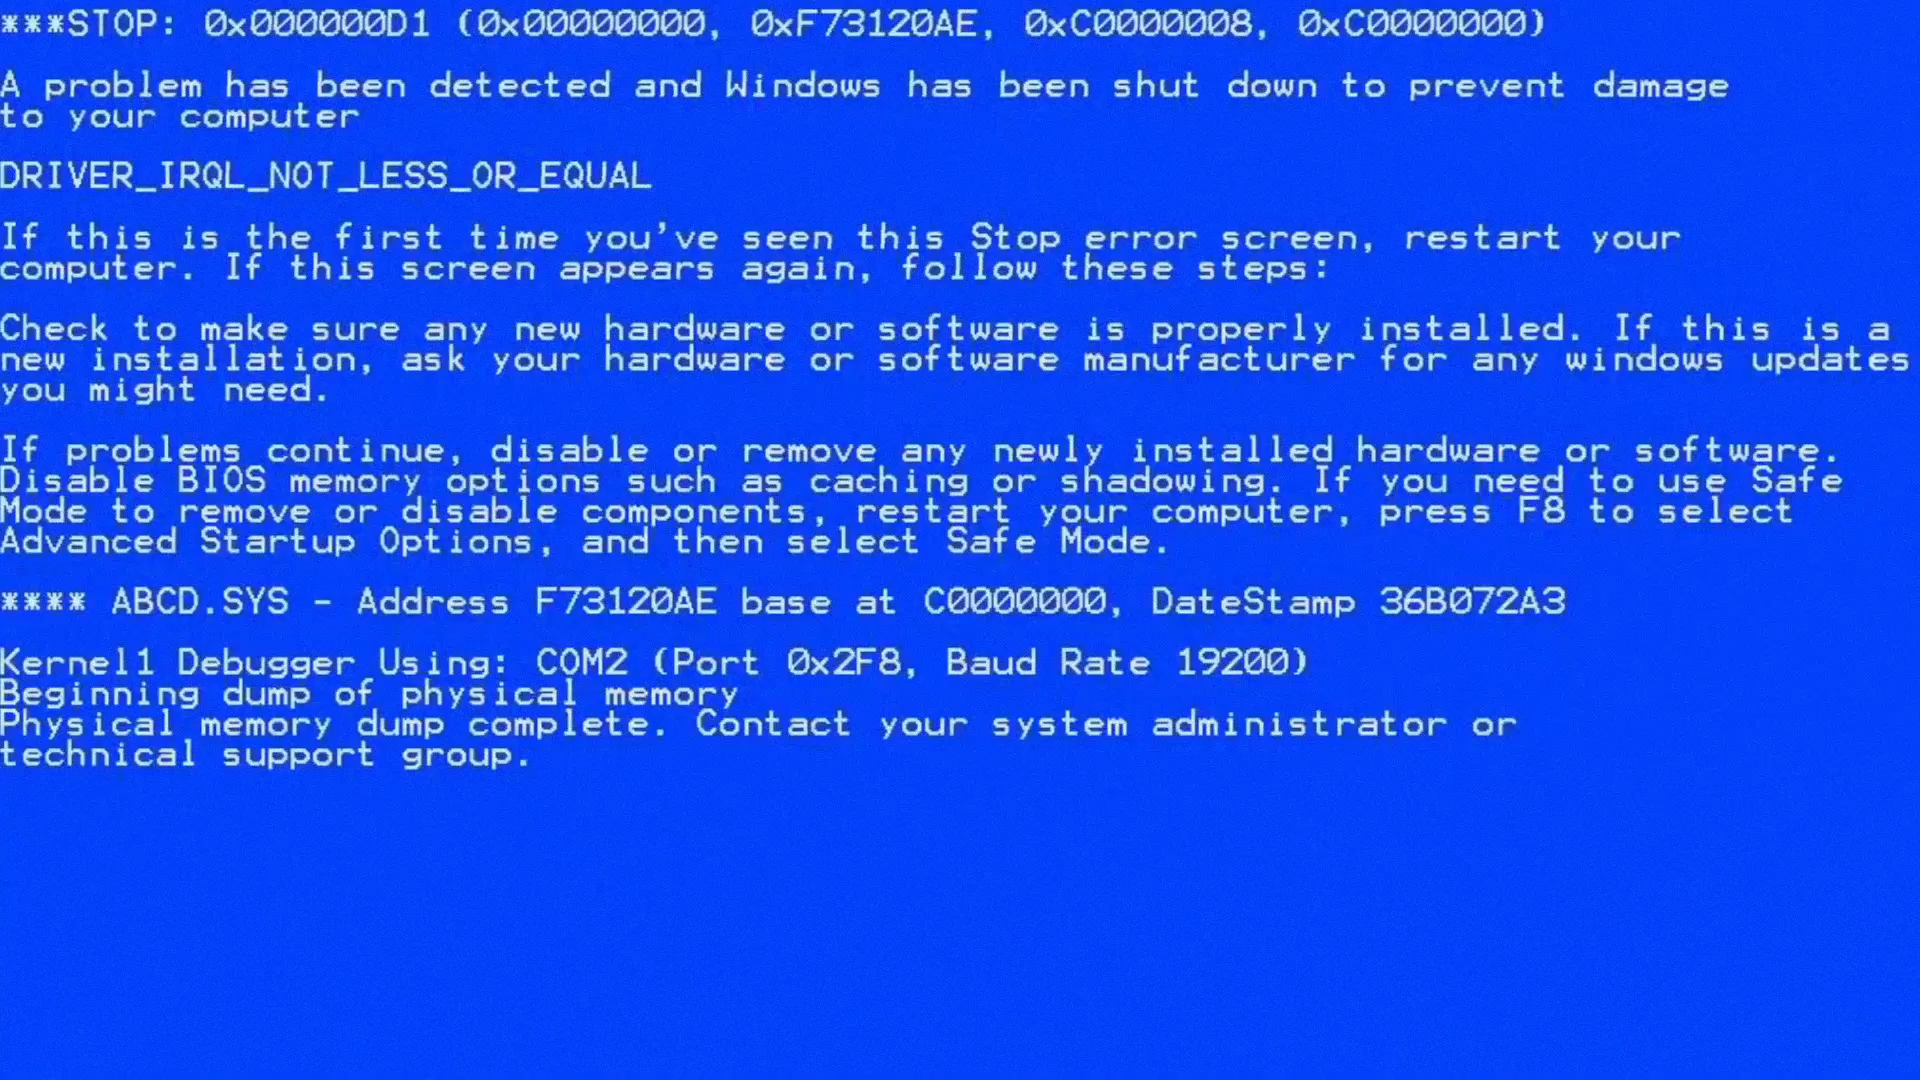 ***STOP: 0x000000D1 (0x00000000, 0xF73120AE, 0xC0000008, 0xC0000000)
A problem has been detected and Windows has been shut down to prevent damage
to your computer
DRIVER_IRQL_NOT_LESS_OR_EQUAL
If this is the first time you've seen this Stop error screen, restart your
computer. If this screen appears again, follow these steps:
Check to make sure any new hardware or software is properly installed. If this is a
new installation, ask your hardware or software manufacturer for any windows updates
you might need.
If problems continue, disable or remove any newly installed hardware or software.
Disable BIOS memory options such as caching or shadowing. If you need to use Safe
Mode to remove or disable components, restart your computer, press F8 to select
Advanced Startup Options, and then select Safe Mode.
**** ABCD.SYS - Address F73120AE base at C0000000, DateStamp 36B072A3
Kernel1 Debugger Using: COM2 (Port 0x2F8, Baud Rate 19200)
Beginning dump of physical memory
Physical memory dump complete. Contact your system administrator or
technical support group.